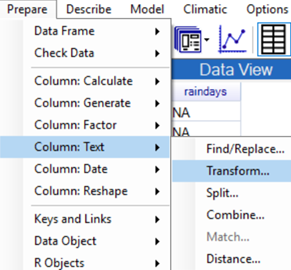 Prepare Describe Model Climatic Options
Data Frame
Check Data
Data View
Column: Calculate
raindays
Column: Generate
NA
Column: Factor
NA
Column: Text
Find/Replace...
Column: Date
Transform...
Column: Reshape
Split...
Keys and Links
Combine...
Data Object
Match...
R Objects
Distance...